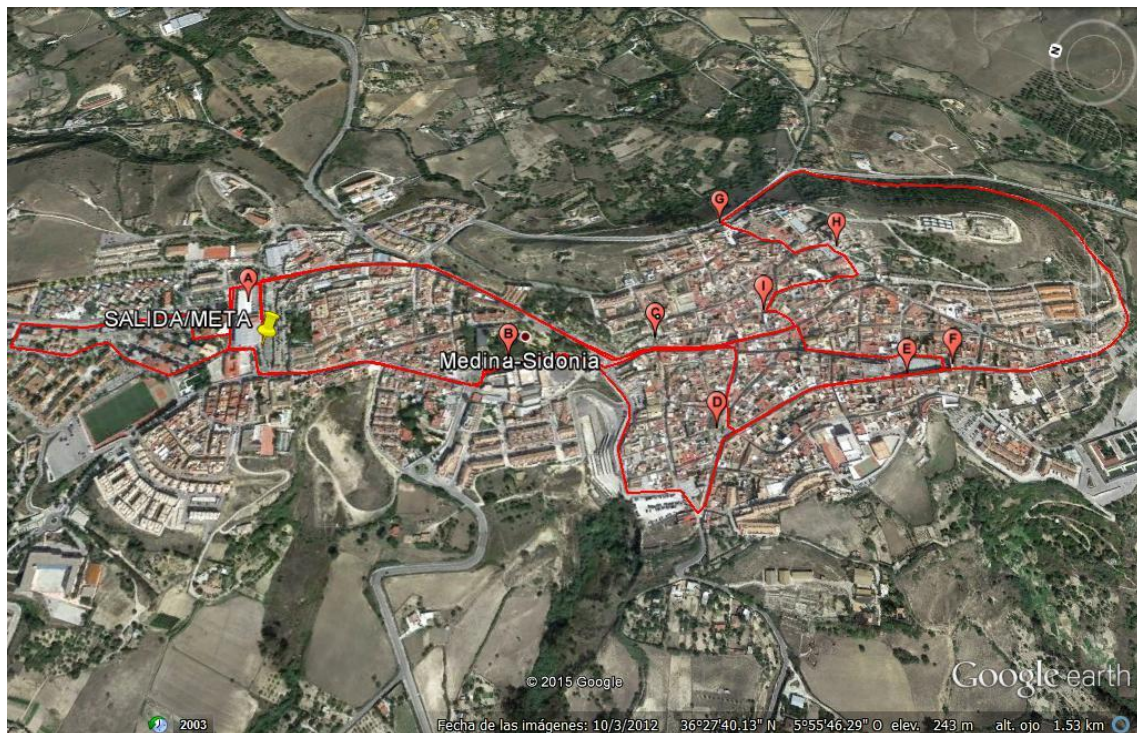 N
G
H
A
I
SALIDA/META
C
B
Medina-Sidonia
E
F
D
© 2015 Google
Google earth
2003
Fecha de las imágenes: 10/3/2012 36°27'40.13" N 5°55'46.29" O elev. 243 m alt. ojo 1.53 km